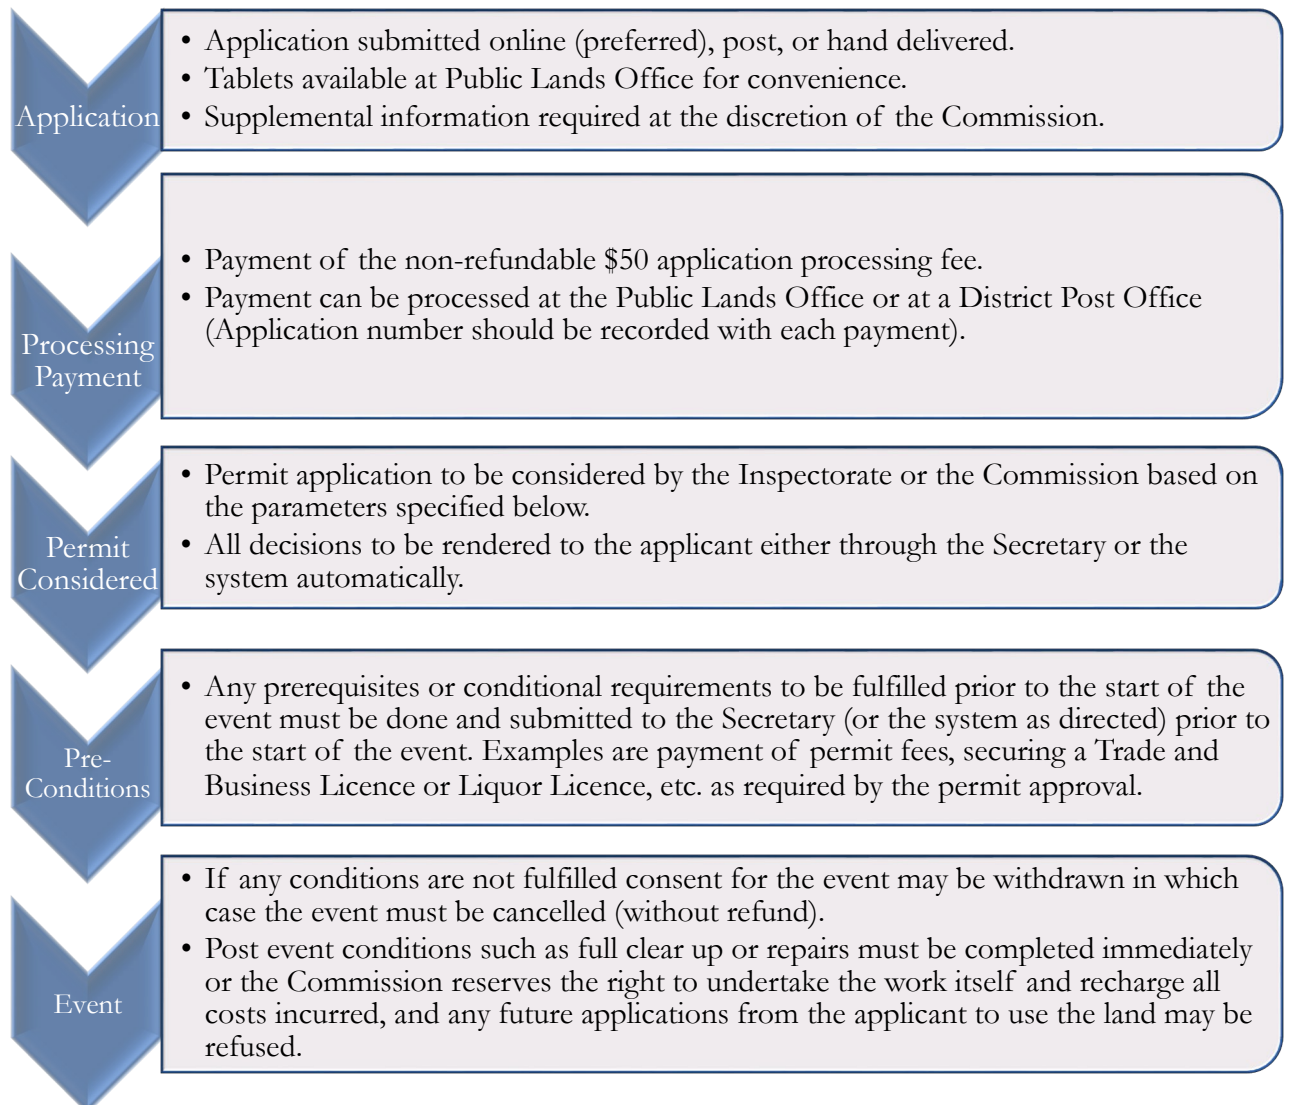 Application
• Application submitted online (preferred), post, or hand delivered.
• Tablets available at Public Lands Office for convenience.
• Supplemental information required at the discretion of the Commission.
Processing
Payment
• Payment of the non-refundable $50 application processing fee.
• Payment can be processed at the Public Lands Office or at a District Post Office
(Application number should be recorded with each payment).
Permit
Considered
• Permit application to be considered by the Inspectorate or the Commission based on
the parameters specified below.
• All decisions to be rendered to the applicant either through the Secretary or the
system automatically.
Pre-
Conditions
• Any prerequisites or conditional requirements to be fulfilled prior to the start of the
event must be done and submitted to the Secretary (or the system as directed) prior to
the start of the event. Examples are payment of permit fees, securing a Trade and
Business Licence or Liquor Licence, etc. as required by the permit approval.
Event
• If any conditions are not fulfilled consent for the event may be withdrawn in which
case the event must be cancelled (without refund).
• Post event conditions such as full clear up or repairs must be completed immediately
or the Commission reserves the right to undertake the work itself and recharge all
costs incurred, and any future applications from the applicant to use the land may be
refused.